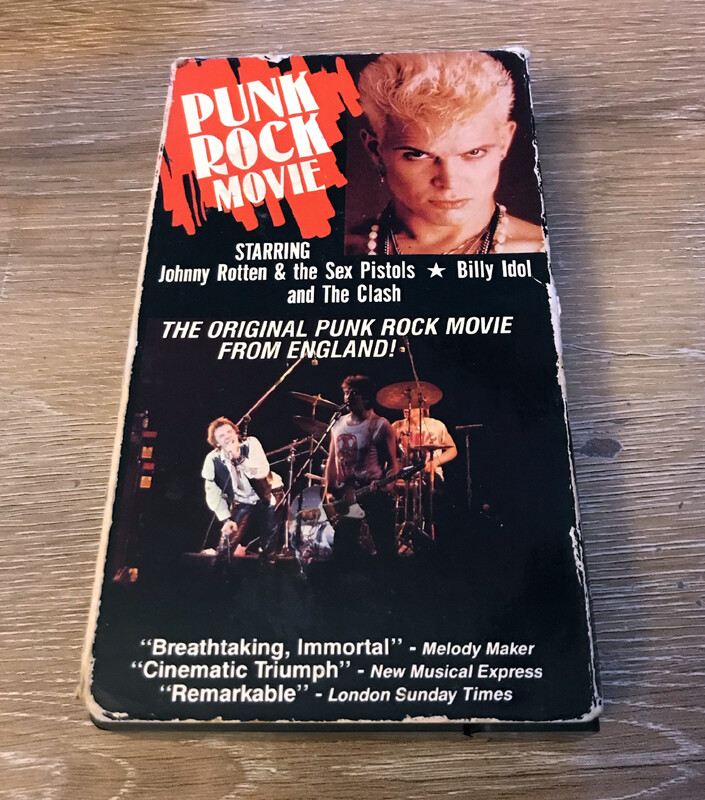 PUNK
ROCK
MOVIE
STARRING
Johnny Rotten & the Sex Pistols ★ Billy Idol
and The Clash
THE ORIGINAL PUNK ROCK MOVIE
FROM ENGLAND!
“Breathtaking, Immortal” - Melody Maker
“Cinematic Triumph” - New Musical Express
“Remarkable” - London Sunday Times